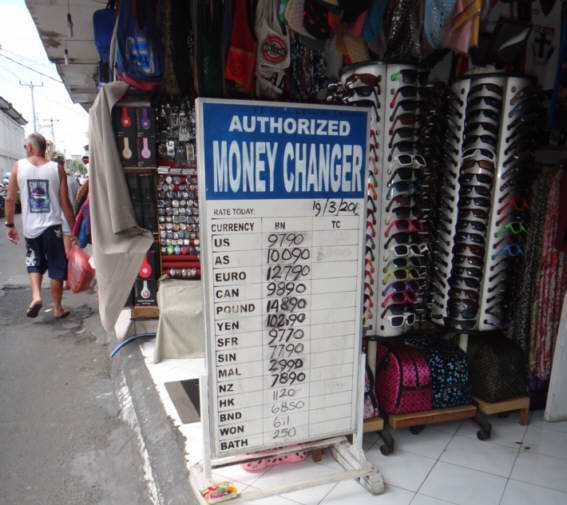 AUTHORIZED
MONEY CHANGER
RATE TODAY: 19/3/20
CURRENCY BN TC
US 9790
AS 10090
EURO 12790
CAN 9890
POUND 14890
YEN 102,90
SFR 9770
SIN 7790
MAL 2990
NZ 7890
HK 1120
BND 6850
WON 611
BATH 250